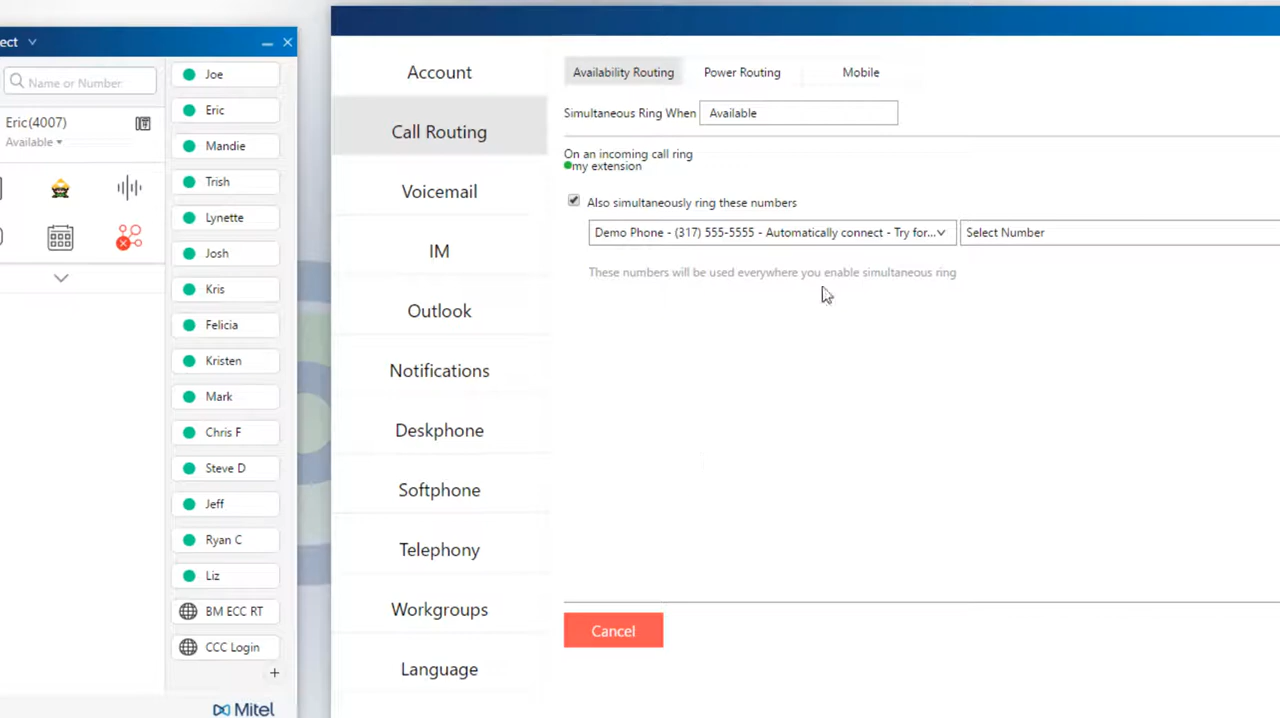 ect
Name or Number
Eric(4007)
Available
Joe
Eric
Mandie
Trish
Lynette
Josh
Kris
Felicia
Kristen
Mark
Chris F
Steve D
Jeff
Ryan C
Liz
BM ECC RT
CCC Login
+
Mitel
Account
Call Routing
Voicemail
IM
Outlook
Notifications
Deskphone
Softphone
Telephony
Workgroups
Language
Availability Routing Power Routing Mobile
Simultaneous Ring When Available
On an incoming call ring
my extension
Also simultaneously ring these numbers
Demo Phone - (317) 555-5555 - Automatically connect - Try for... Select Number
These numbers will be used everywhere you enable simultaneous ring
Cancel